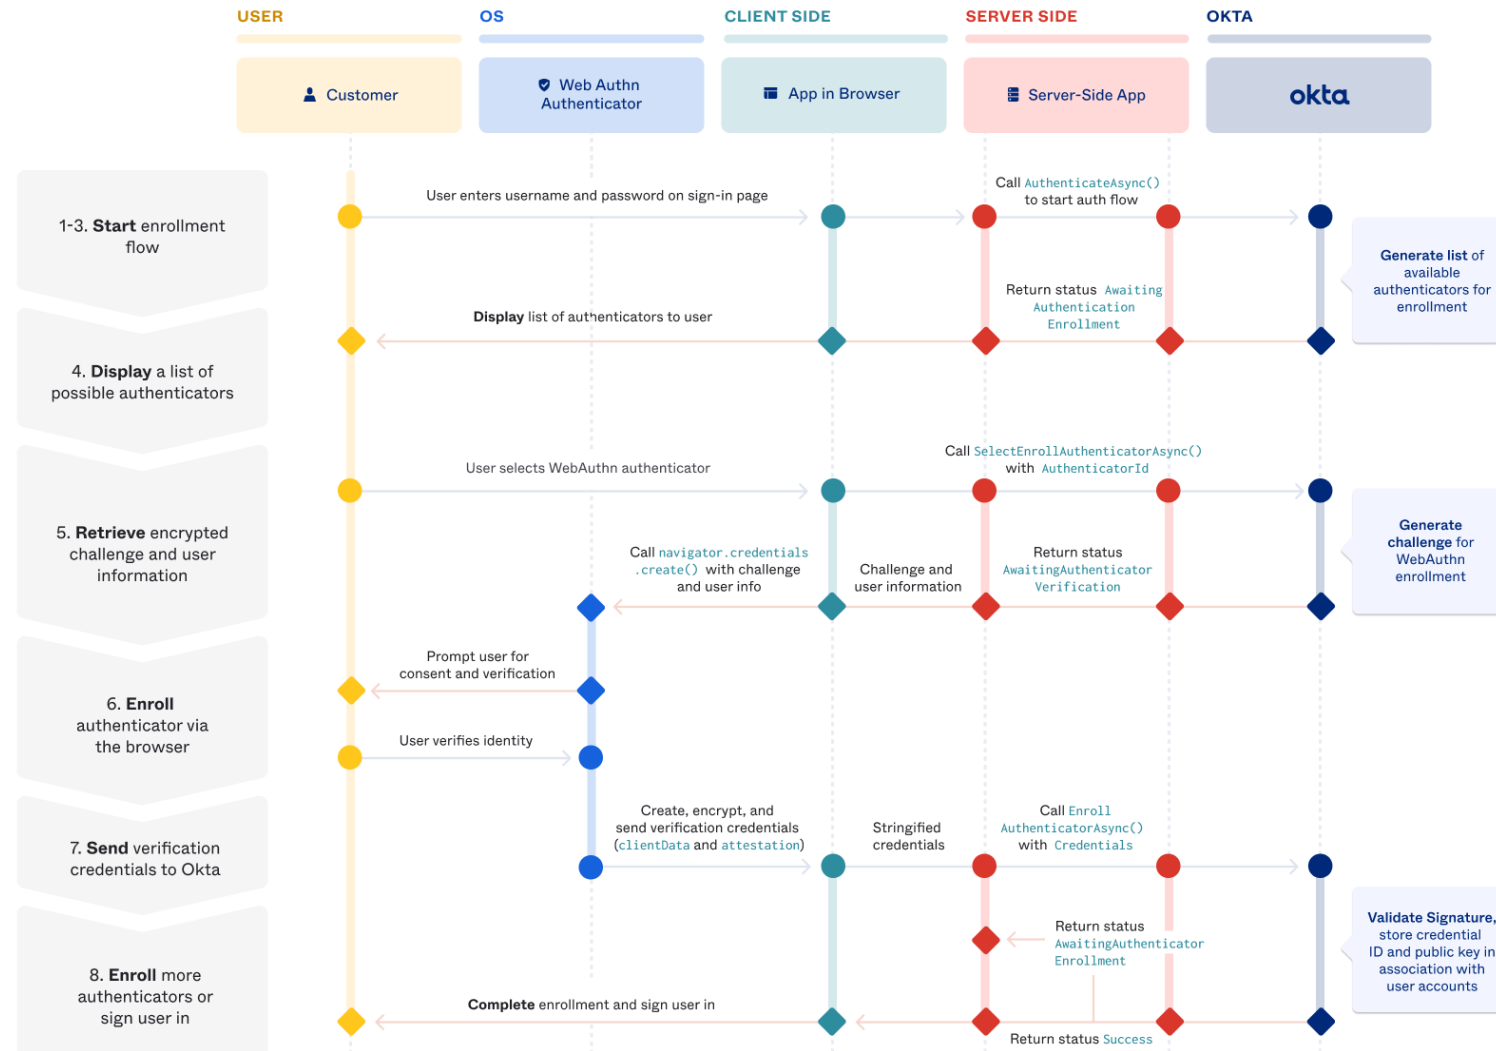 USER
OS
CLIENT SIDE
SERVER SIDE
OKTA
Customer
Web Authn
Authenticator
App in Browser
Server-Side App
okta
1-3. Start enrollment
flow
User enters username and password on sign-in page
Call AuthenticateAsync()
to start auth flow
Generate list of
available
authenticators for
enrollment
Return status Awaiting
Authentication
Enrollment
Display list of authenticators to user
4. Display a list of
possible authenticators
User selects WebAuthn authenticator
Call SelectEnrollAuthenticatorAsync()
with AuthenticatorId
5. Retrieve encrypted
challenge and user
information
Generate
challenge for
WebAuthn
enrollment
Call navigator.credentials
.create() with challenge
and user info
Challenge and
user information
Return status
AwaitingAuthenticator
Verification
Prompt user for
consent and verification
6. Enroll
authenticator via
the browser
User verifies identity
7. Send verification
credentials to Okta
Create, encrypt, and
send verification credentials
(clientData and attestation)
Stringified
credentials
Call Enroll
AuthenticatorAsync()
with Credentials
Validate Signature,
store credential
ID and public key in
association with
user accounts
Return status
AwaitingAuthenticator
Enrollment
8. Enroll more
authenticators or
sign user in
Complete enrollment and sign user in
Return status Success